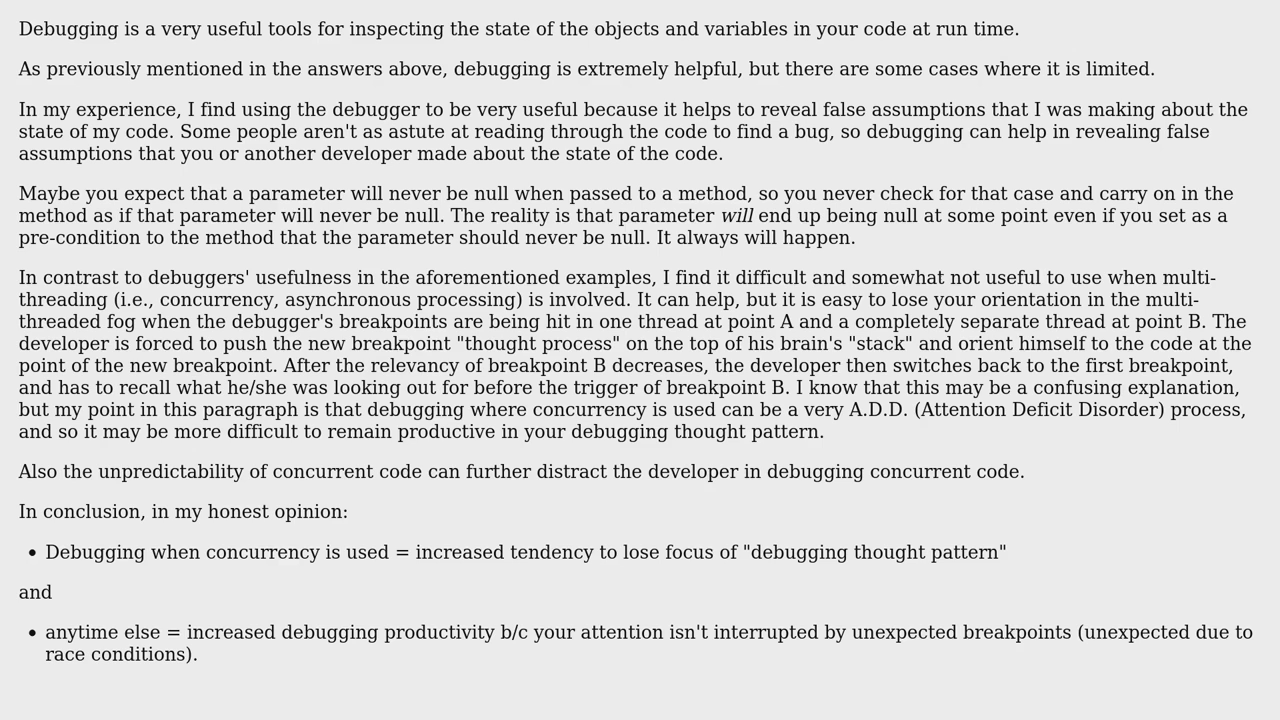 Debugging is a very useful tools for inspecting the state of the objects and variables in your code at run time.
As previously mentioned in the answers above, debugging is extremely helpful, but there are some cases where it is limited.
In my experience, I find using the debugger to be very useful because it helps to reveal false assumptions that I was making about the
state of my code. Some people aren't as astute at reading through the code to find a bug, so debugging can help in revealing false
assumptions that you or another developer made about the state of the code.
Maybe you expect that a parameter will never be null when passed to a method, so you never check for that case and carry on in the
method as if that parameter will never be null. The reality is that parameter will end up being null at some point even if you set as a
pre-condition to the method that the parameter should never be null. It always will happen.
In contrast to debuggers' usefulness in the aforementioned examples, I find it difficult and somewhat not useful to use when multi-
threading (i.e., concurrency, asynchronous processing) is involved. It can help, but it is easy to lose your orientation in the multi-
threaded fog when the debugger's breakpoints are being hit in one thread at point A and a completely separate thread at point B. The
developer is forced to push the new breakpoint "thought process" on the top of his brain's "stack" and orient himself to the code at the
point of the new breakpoint. After the relevancy of breakpoint B decreases, the developer then switches back to the first breakpoint,
and has to recall what he/she was looking out for before the trigger of breakpoint B. I know that this may be a confusing explanation,
but my point in this paragraph is that debugging where concurrency is used can be a very A.D.D. (Attention Deficit Disorder) process,
and so it may be more difficult to remain productive in your debugging thought pattern.
Also the unpredictability of concurrent code can further distract the developer in debugging concurrent code.
In conclusion, in my honest opinion:
• Debugging when concurrency is used = increased tendency to lose focus of "debugging thought pattern"
and
• anytime else = increased debugging productivity b/c your attention isn't interrupted by unexpected breakpoints (unexpected due to
race conditions).